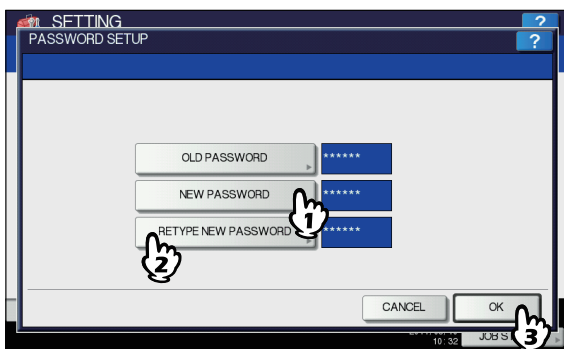 SETTING
?
PASSWORD SETUP
?
OLD PASSWORD ******
NEW PASSWORD ******
1
RETYPE NEW PASSWORD ******
2
CANCEL
OK
3
10:32
JOB S